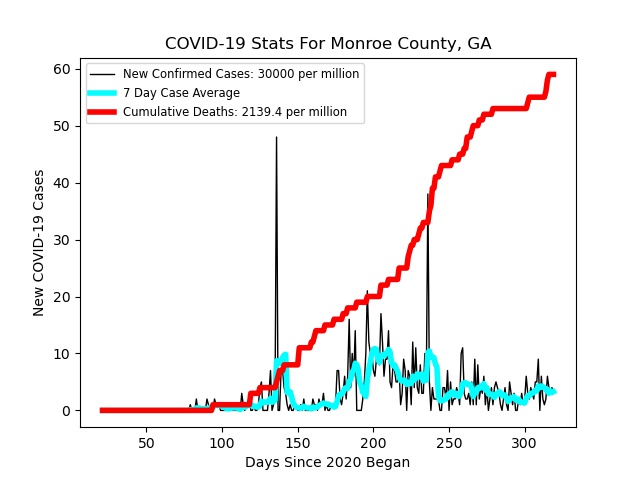 COVID-19 Stats For Monroe County, GA
New Confirmed Cases: 30000 per million
7 Day Case Average
Cumulative Deaths: 2139.4 per million
60
50
40
30
20
10
0
New COVID-19 Cases
50 100 150 200 250 300
Days Since 2020 Began